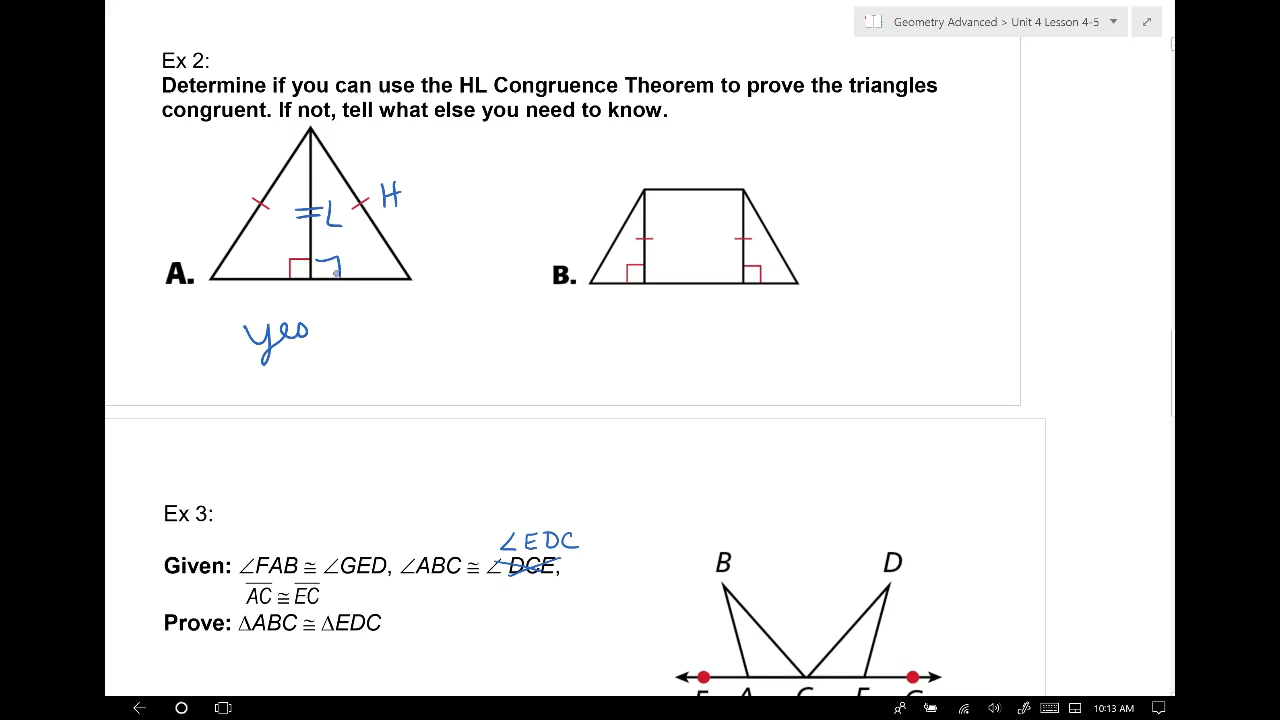 Geometry Advanced > Unit 4 Lesson 4-5
Ex 2:
Determine if you can use the HL Congruence Theorem to prove the triangles
congruent. If not, tell what else you need to know.
H
L
A.
B.
yes
Ex 3:
∠EDC
Given: ∠FAB ≅ ∠GED, ∠ABC ≅ ∠ DCE,
AC ≅ EC
Prove: ΔABC ≅ ΔEDC
B D
A C
10:13 AM